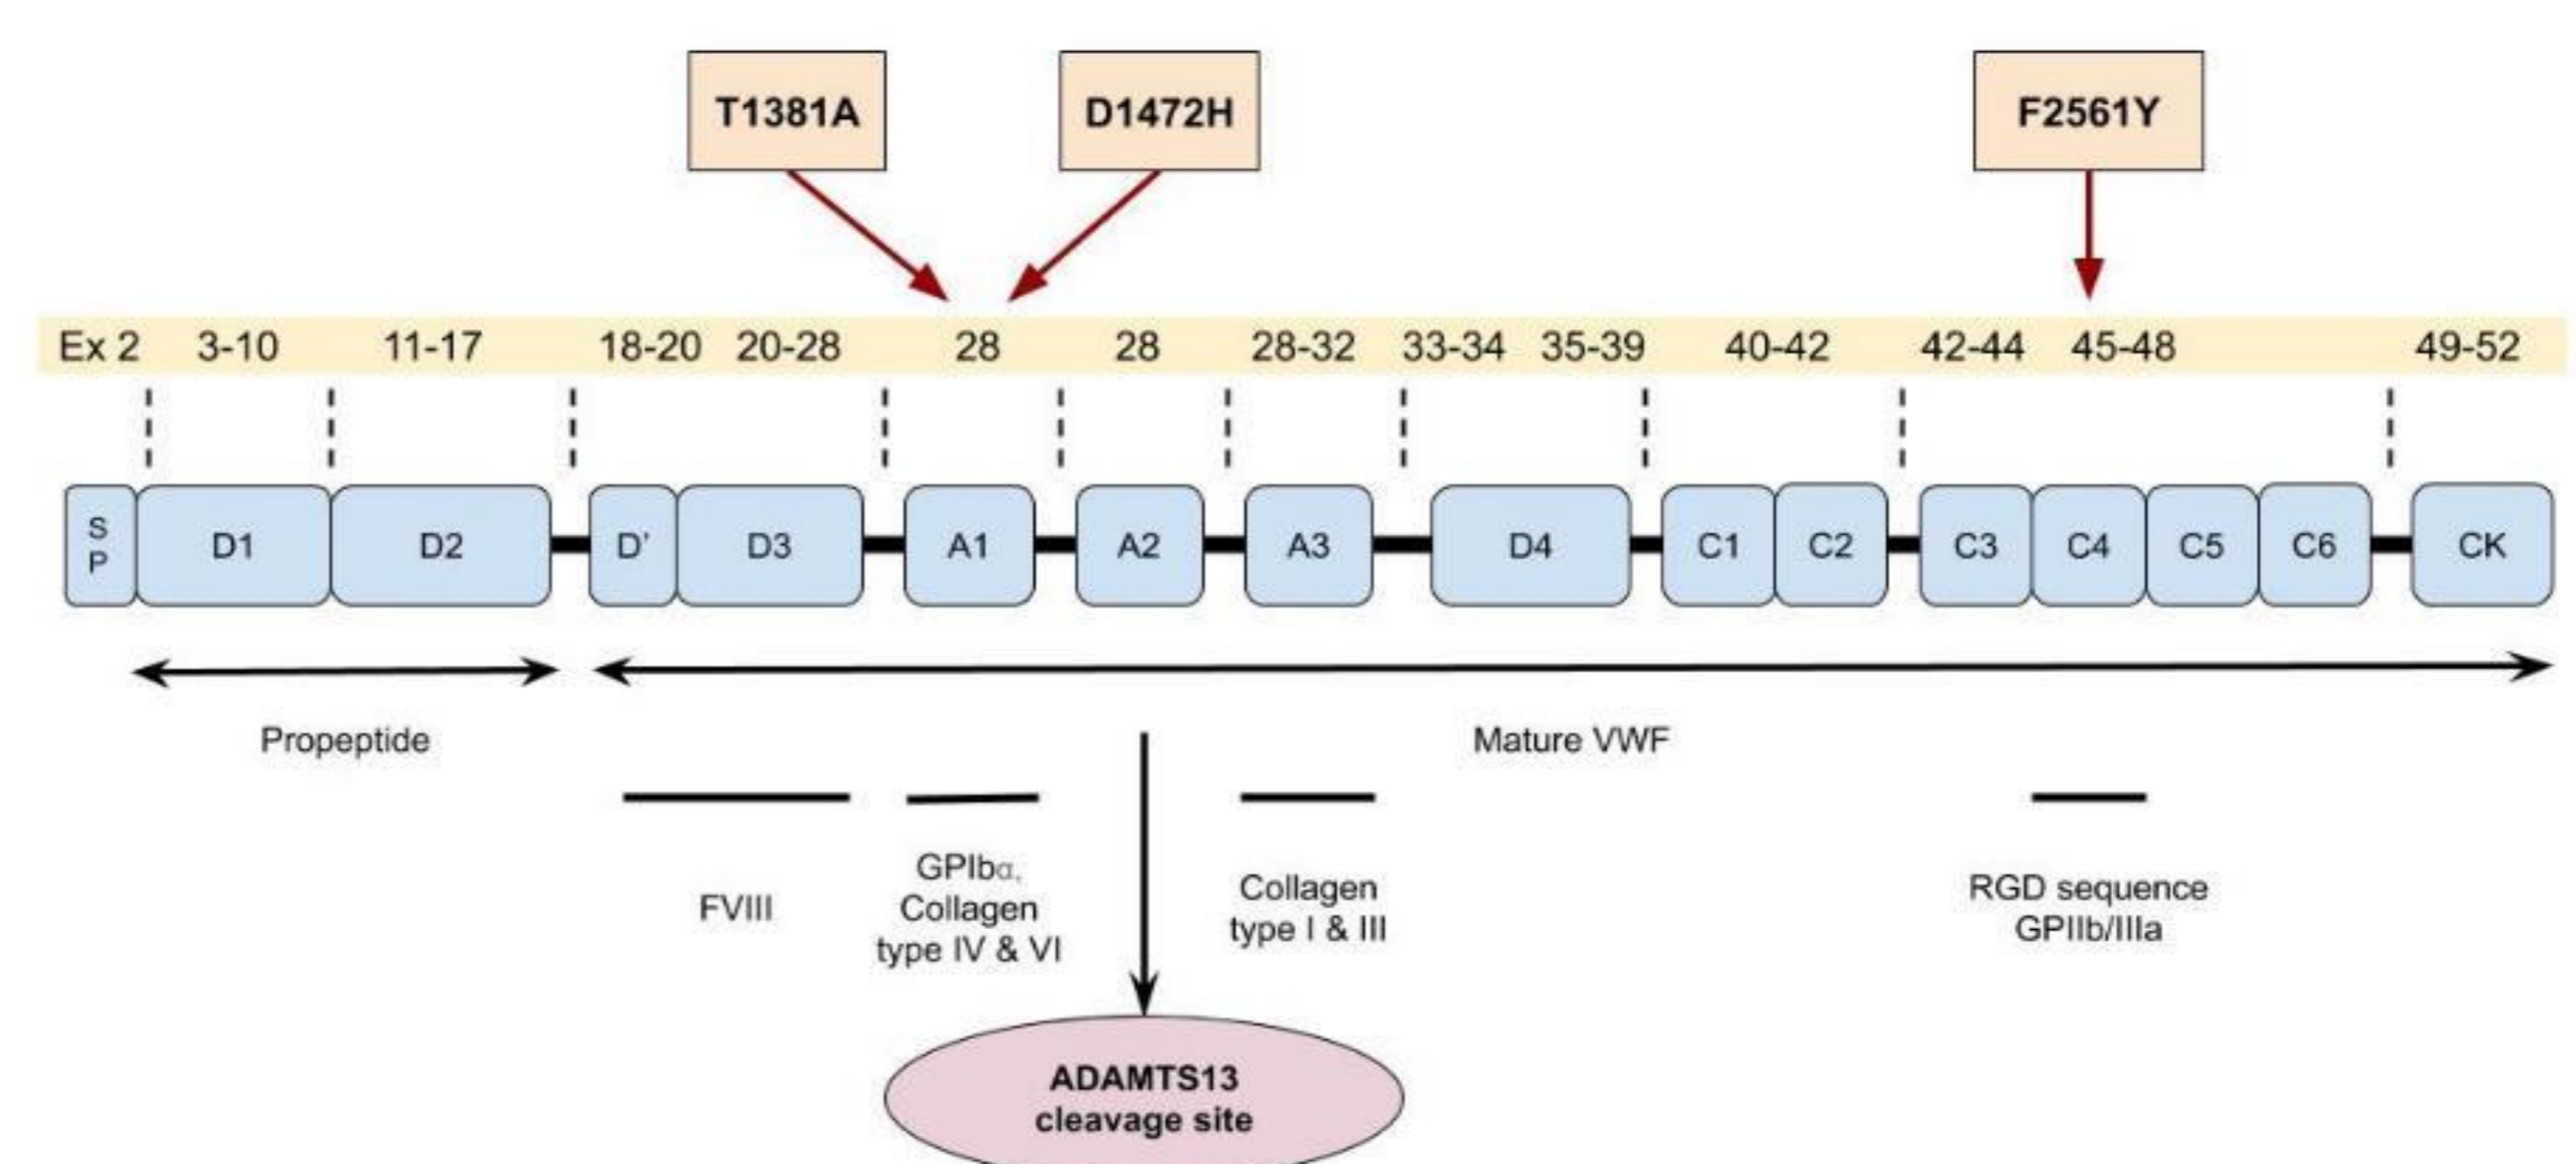 T1381A
D1472H
F2561Y
Ex 2 3-10 11-17 18-20 20-28 28 28 28-32 33-34 35-39 40-42 42-44 45-48 49-52
S
P
D1 D2 D' D3 A1 A2 A3 D4 C1 C2 C3 C4 C5 C6 CK
Propeptide
Mature VWF
FVIII
GPIbα,
Collagen
type IV & VI
Collagen
type I & III
RGD sequence
GPIIb/IIIa
ADAMTS13
cleavage site